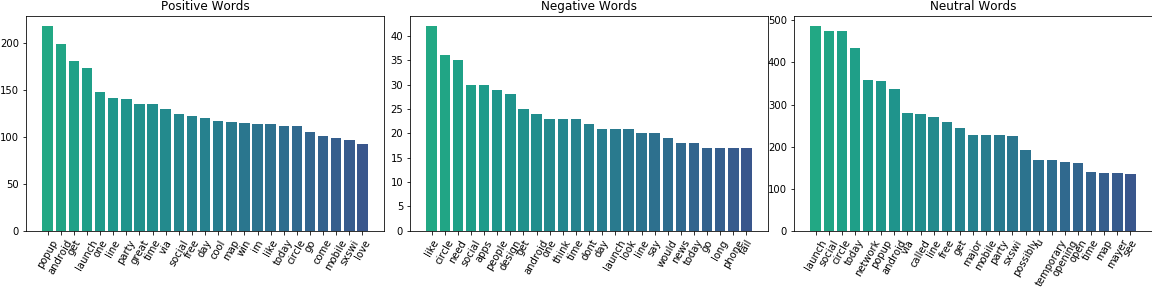 Positive Words
200
150
100
50
0
popup
android
get
launch
one
line
party
great
time
via
social
free
day
cool
map
win
im
like
today
circle
go
come
mobile
sxswi
love
Negative Words
40
35
30
25
20
15
10
5
0
like
circle
need
social
apps
people
design
get
android
one
think
time
dont
day
launch
look
line
say
would
news
today
go
long
phone
fail
Neutral Words
500
400
300
200
100
0
launch
social
circle
today
network
popup
android
via
called
line
free
get
major
mobile
party
sxswi
possibly
temporary
opening
open
time
map
mayer
see